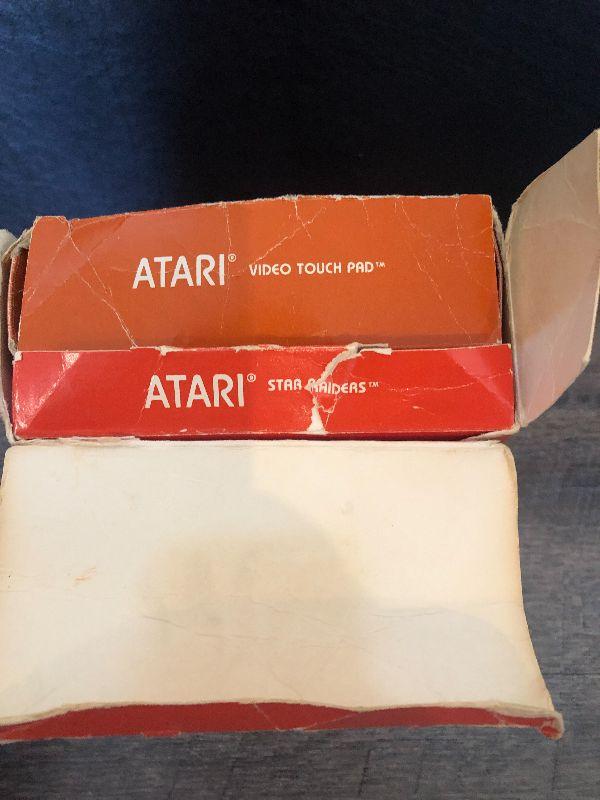 ATARI® VIDEO TOUCH PAD™
ATARI® STAR RAIDERS™